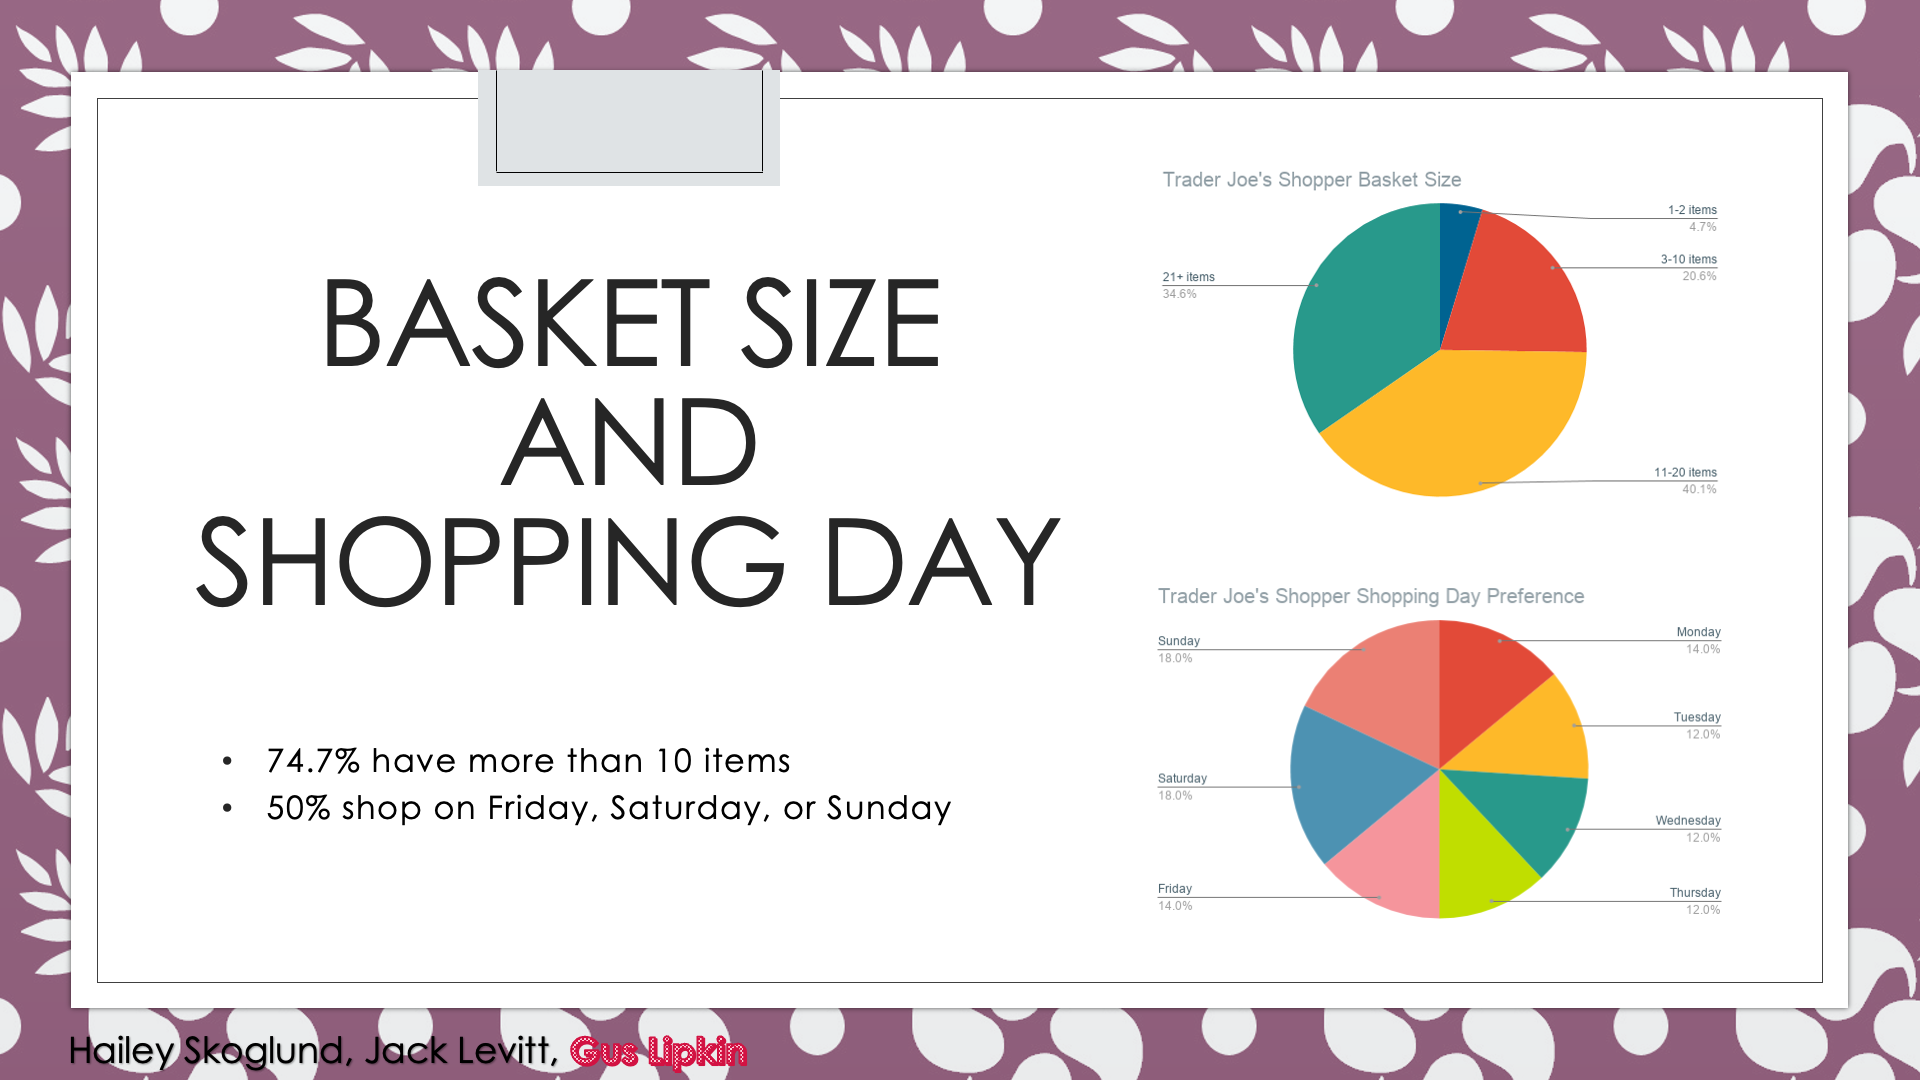 BASKET SIZE
AND
SHOPPING DAY
• 74.7% have more than 10 items
• 50% shop on Friday, Saturday, or Sunday
Trader Joe's Shopper Basket Size
1-2 items
4.7%
3-10 items
20.6%
21+ items
34.6%
11-20 items
40.1%
Trader Joe's Shopper Shopping Day Preference
Sunday
18.0%
Monday
14.0%
Tuesday
12.0%
Saturday
18.0%
Wednesday
12.0%
Friday
14.0%
Thursday
12.0%
Hailey Skoglund, Jack Levitt, Gus Lipkin